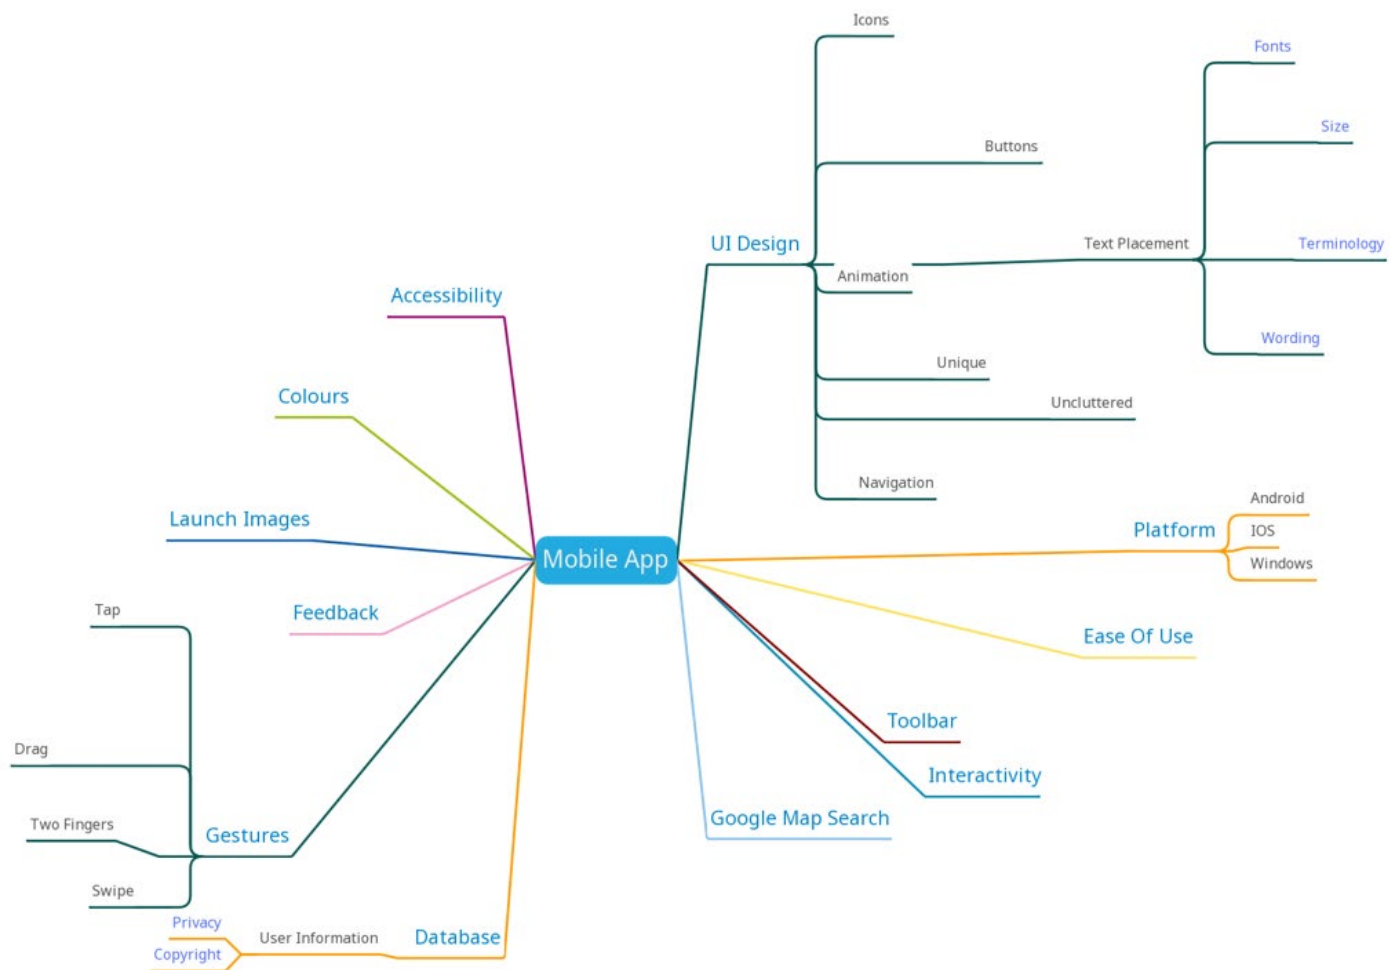 Icons
Fonts
Size
Buttons
UI Design
Text Placement
Terminology
Animation
Accessibility
Wording
Unique
Colours
Uncluttered
Navigation
Android
Launch Images
Platform
IOS
Mobile App
Windows
Tap
Feedback
Ease Of Use
Toolbar
Drag
Interactivity
Google Map Search
Two Fingers
Gestures
Swipe
Privacy
User Information
Database
Copyright